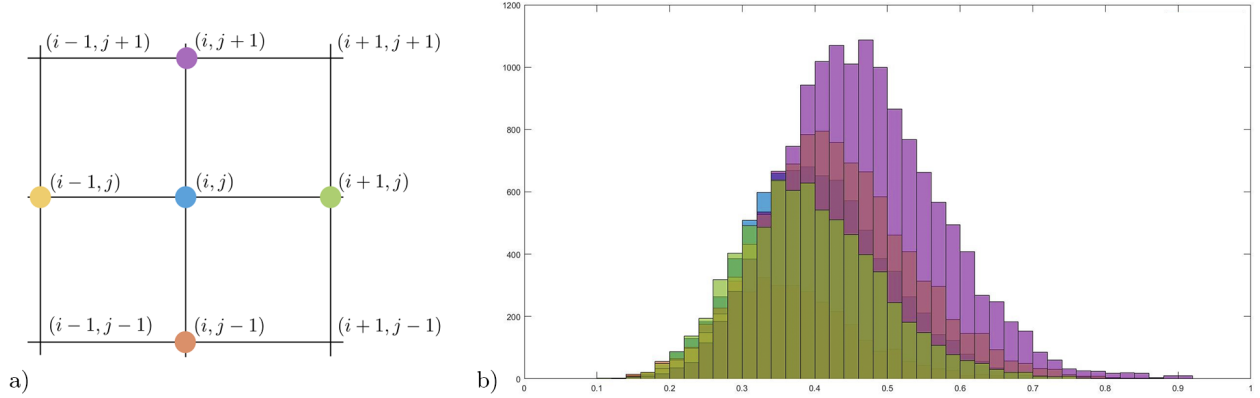 (i − 1, j + 1) (i, j + 1) (i + 1, j + 1)
(i − 1, j) (i, j) (i + 1, j)
(i − 1, j − 1) (i, j − 1) (i + 1, j − 1)
a)
b)
1200
1000
800
600
400
200
0
0 0.1 0.2 0.3 0.4 0.5 0.6 0.7 0.8 0.9 1